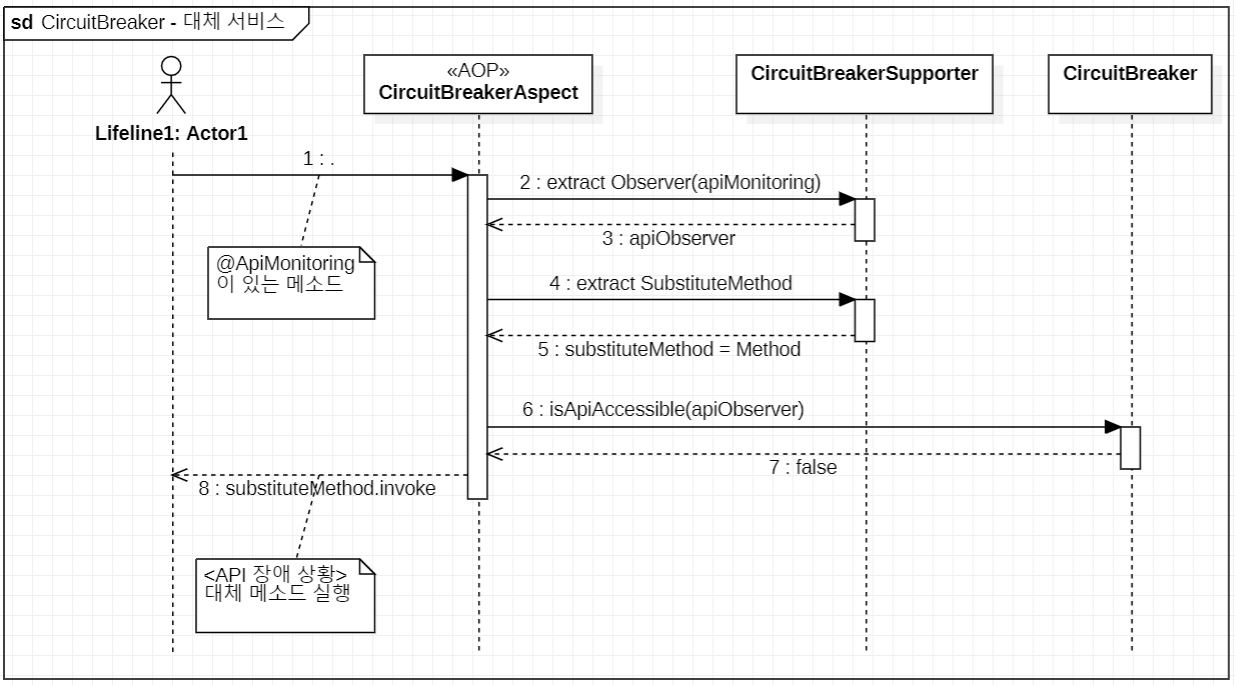 sd CircuitBreaker - 대체 서비스
«AOP»
CircuitBreakerAspect
CircuitBreakerSupporter
CircuitBreaker
Lifeline1: Actor1
1 : .
2 : extract Observer(apiMonitoring)
3 : apiObserver
@ApiMonitoring
이 있는 메소드
4 : extract SubstituteMethod
5 : substituteMethod = Method
6 : isApiAccessible(apiObserver)
7 : false
8 : substituteMethod.invoke
<API 장애 상황>
대체 메소드 실행